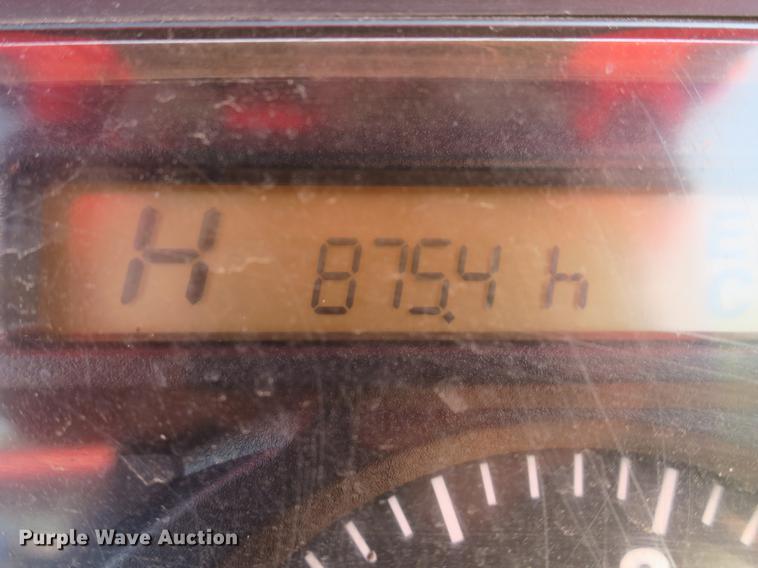 H 875.4 h
E
C
Purple Wave Auction